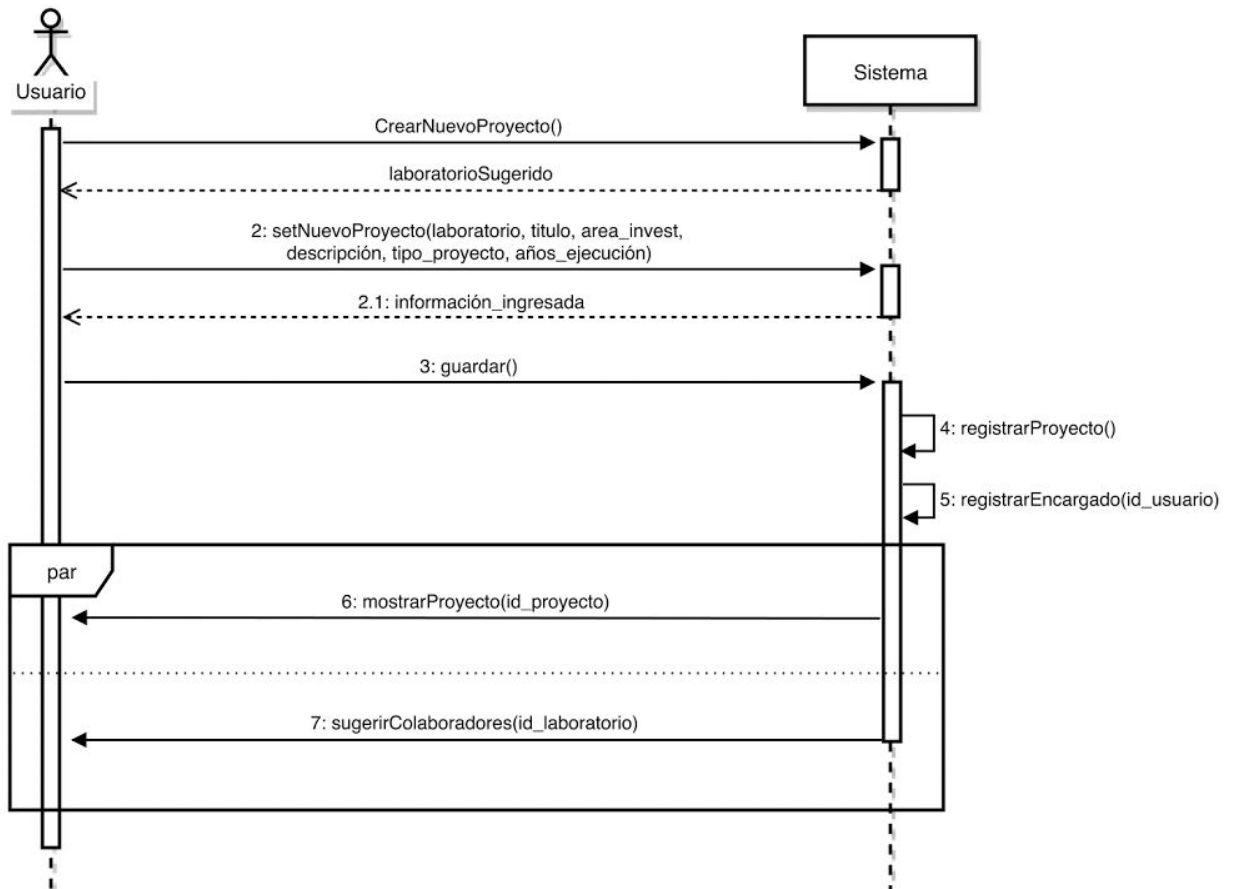 Usuario
Sistema
CrearNuevoProyecto()
laboratorioSugerido
2: setNuevoProyecto(laboratorio, titulo, area_invest,
descripción, tipo_proyecto, años_ejecución)
2.1: información_ingresada
3: guardar()
4: registrarProyecto()
5: registrarEncargado(id_usuario)
par
6: mostrarProyecto(id_proyecto)
7: sugerirColaboradores(id_laboratorio)